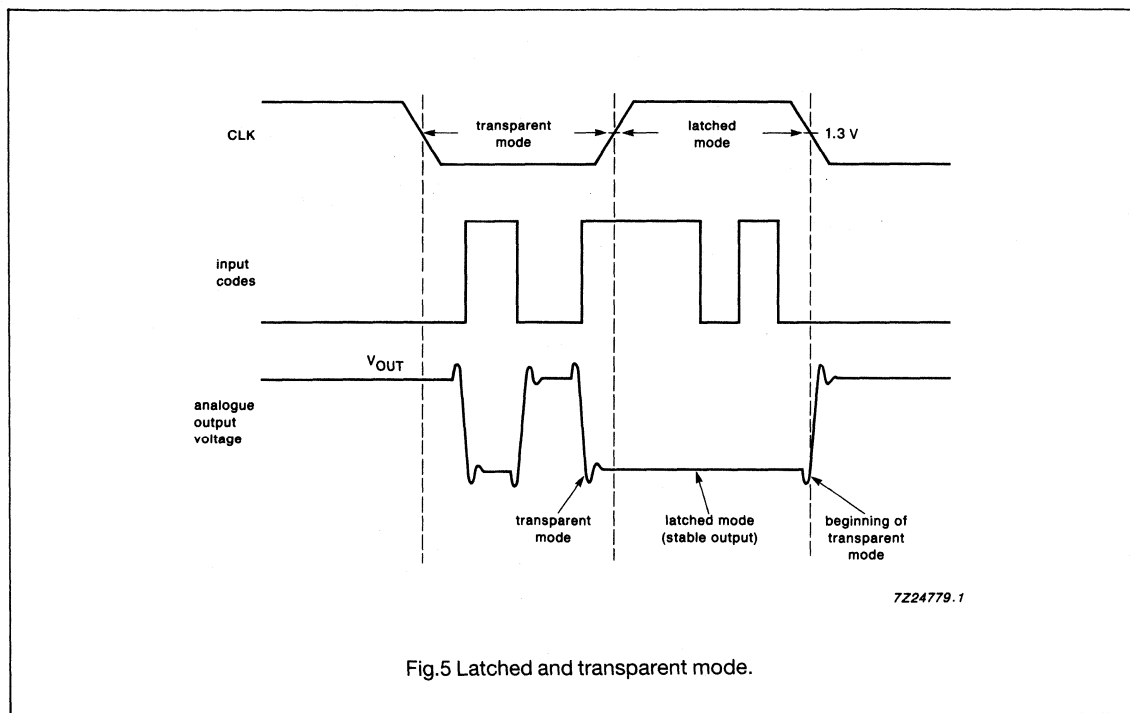 CLK
transparent
mode
latched
mode
1.3 V
input
codes
VOUT
analogue
output
voltage
transparent
mode
latched mode
(stable output)
beginning of
transparent
mode
7Z24779.1
Fig.5 Latched and transparent mode.